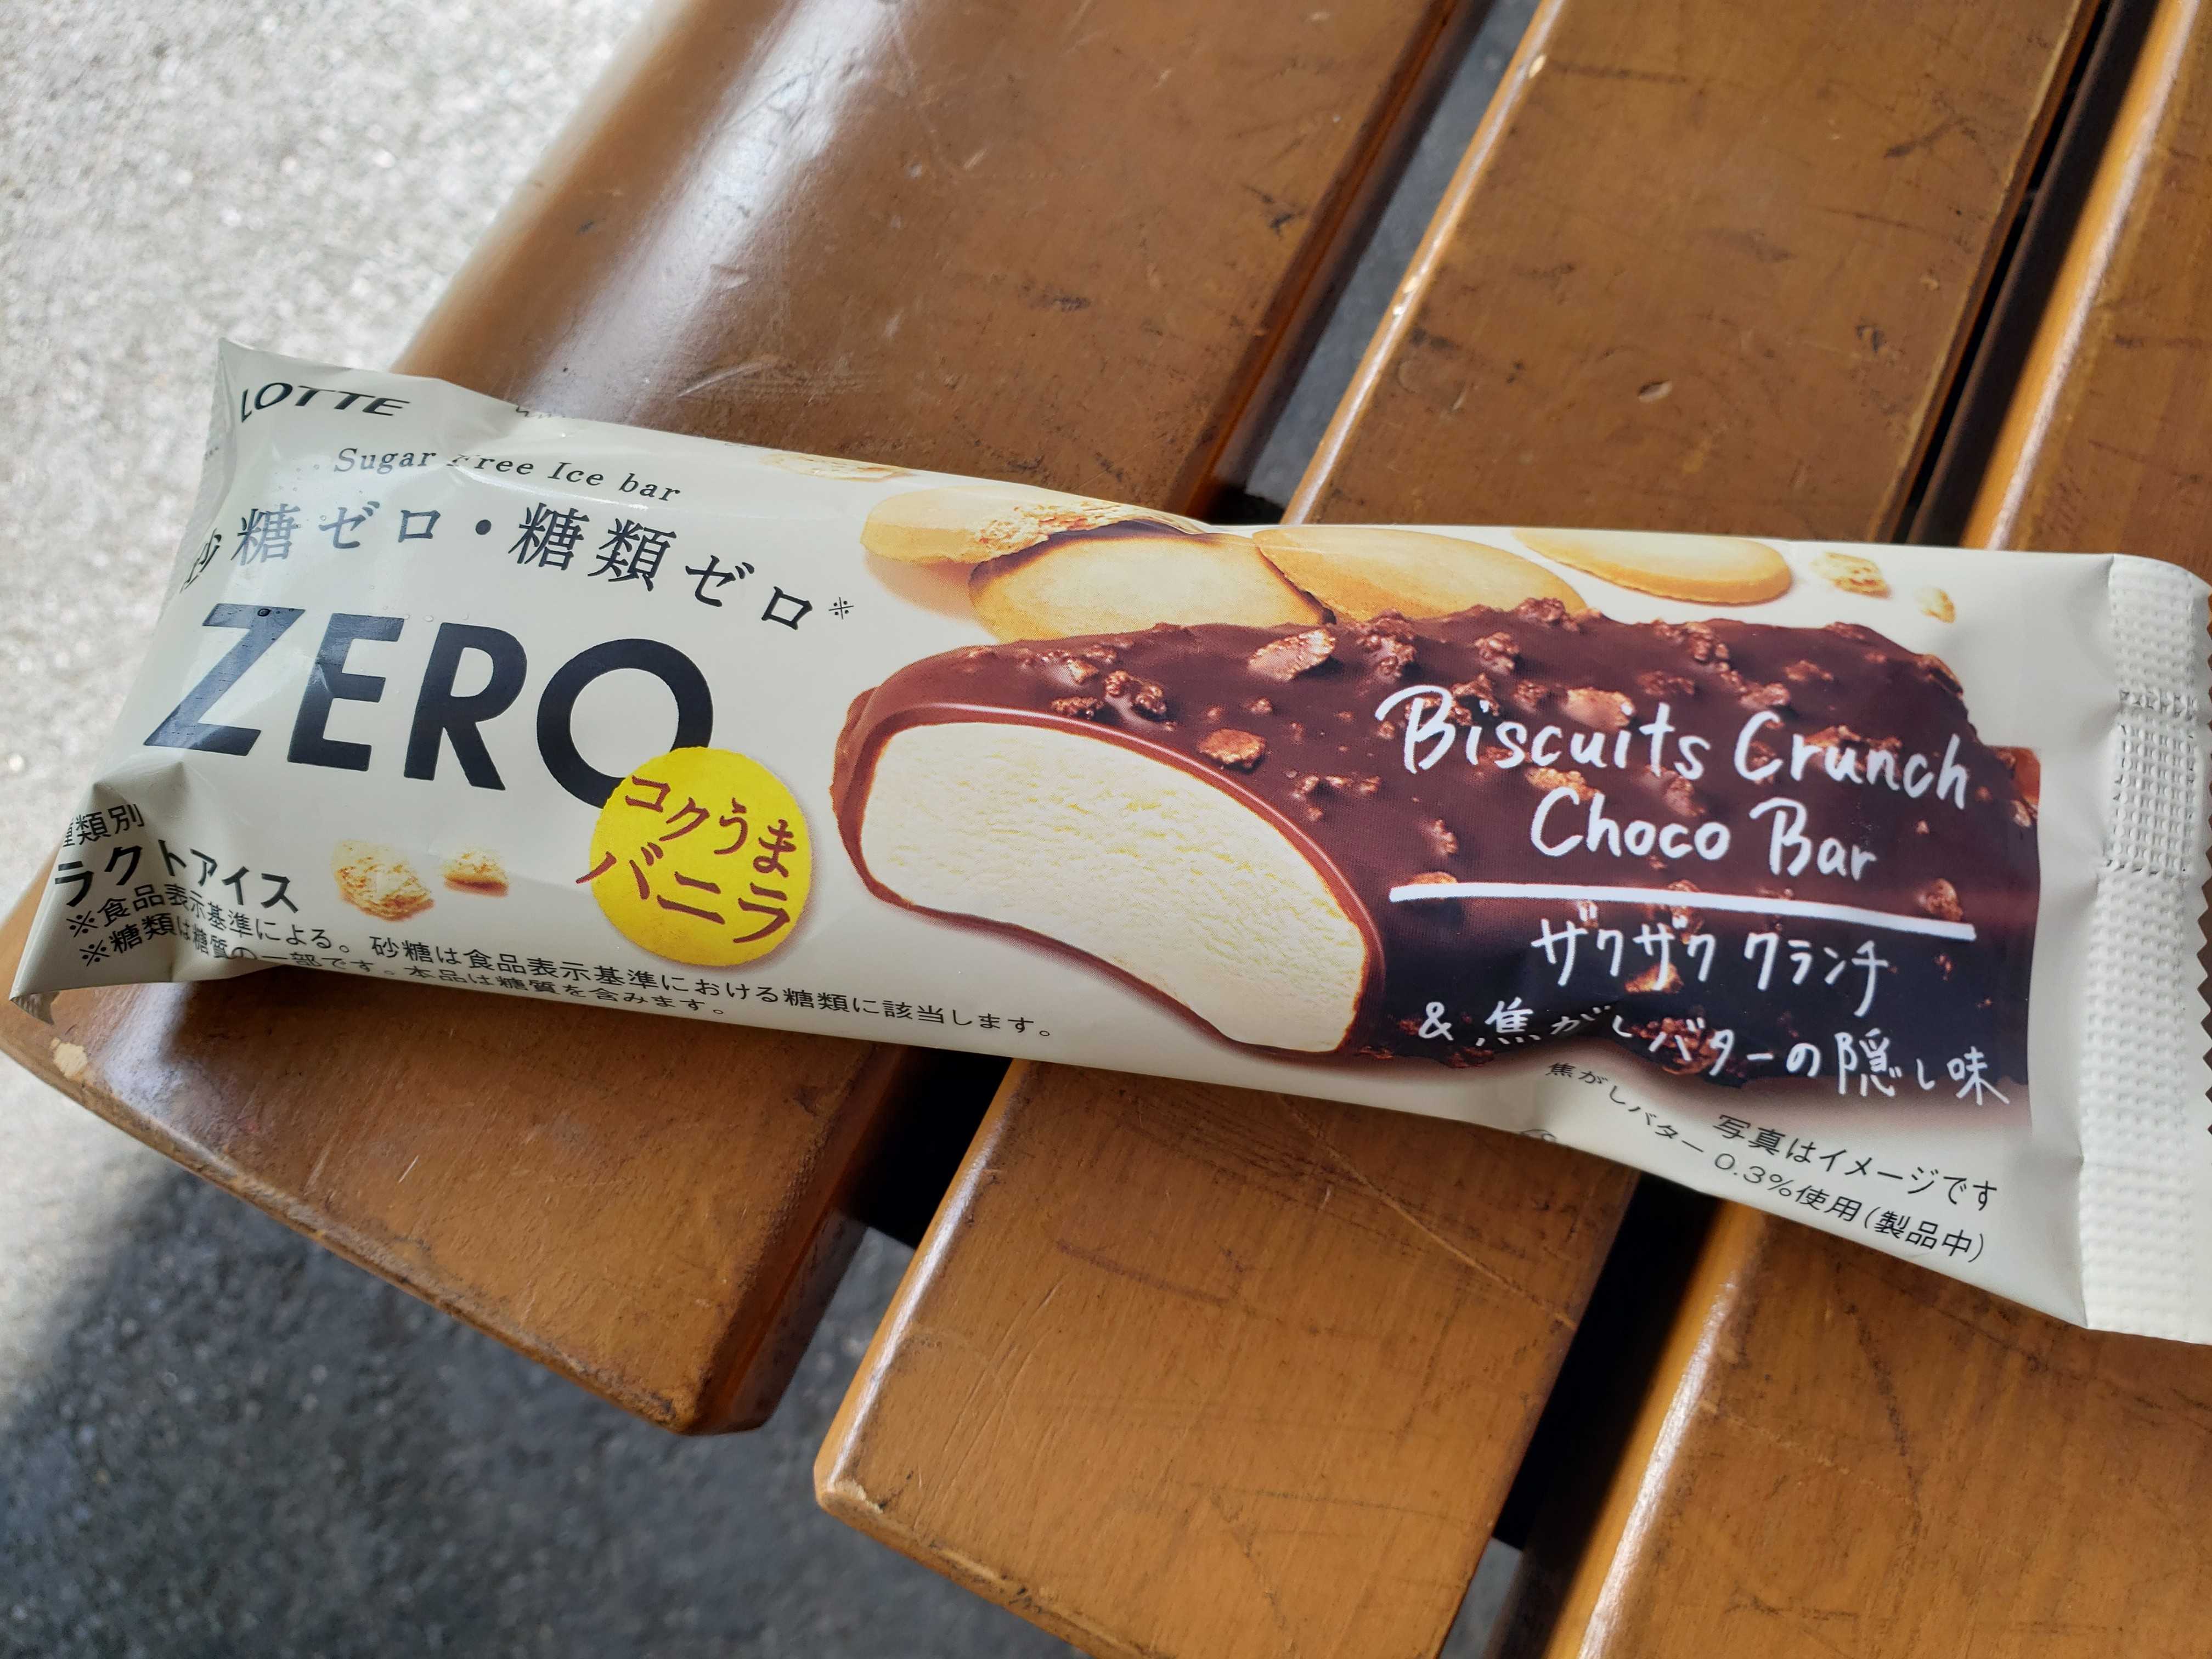 LOTTE
Sugar Free Ice bar
砂糖ゼロ・糖類ゼロ※
ZERO
コクうま
バニラ
種類別
ラクトアイス
※食品表示基準による。砂糖は食品表示基準における糖類に該当します。
※糖類は糖質の一部です。本品は糖質を含みます。
Biscuits Crunch
Choco Bar
ザクザククランチ
&焦がしバターの隠し味
写真はイメージです
焦がしバター0.3%使用(製品中)